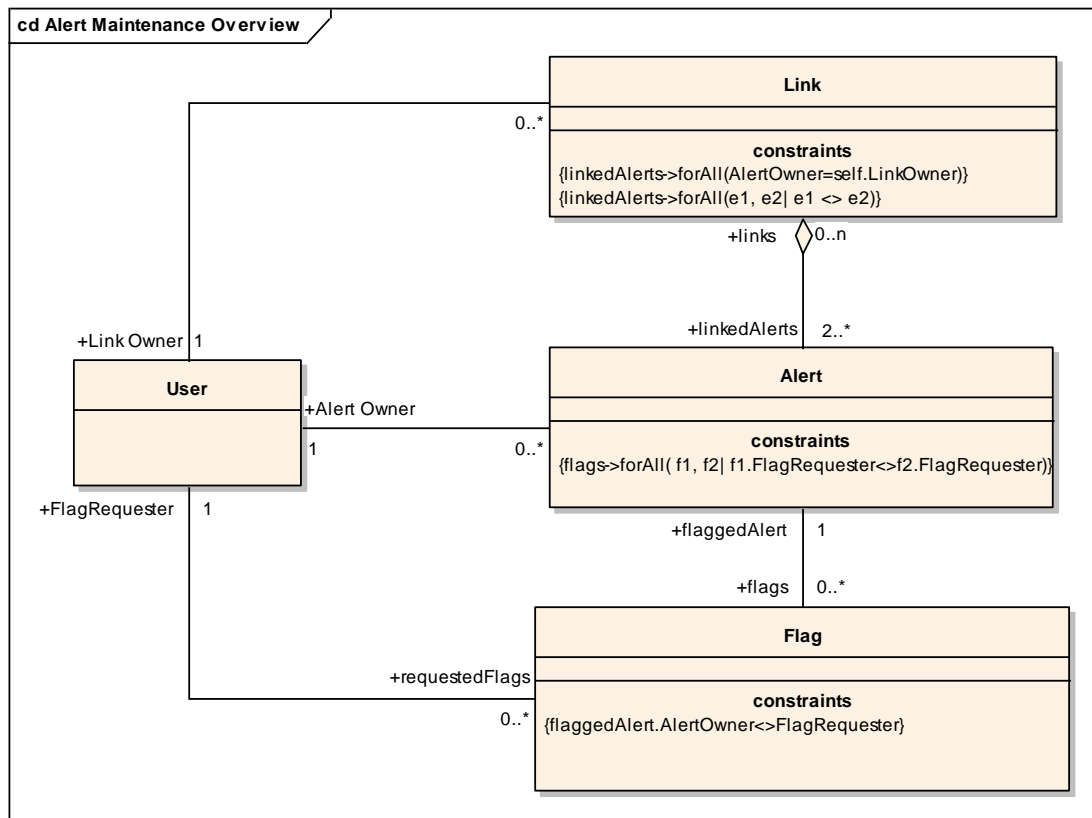 cd Alert Maintenance Overview
Link
constraints
{linkedAlerts->forAll(AlertOwner=self.LinkOwner)}
{linkedAlerts->forAll(e1, e2| e1 <> e2)}
0..*
+links
0..n
+linkedAlerts
2..*
+Link Owner
1
User
+Alert Owner
1
0..*
Alert
constraints
{flags->forAll( f1, f2| f1.FlagRequester<>f2.FlagRequester)}
+FlagRequester
1
+flaggedAlert
1
+flags
0..*
Flag
constraints
{flaggedAlert.AlertOwner<>FlagRequester}
+requestedFlags
0..*